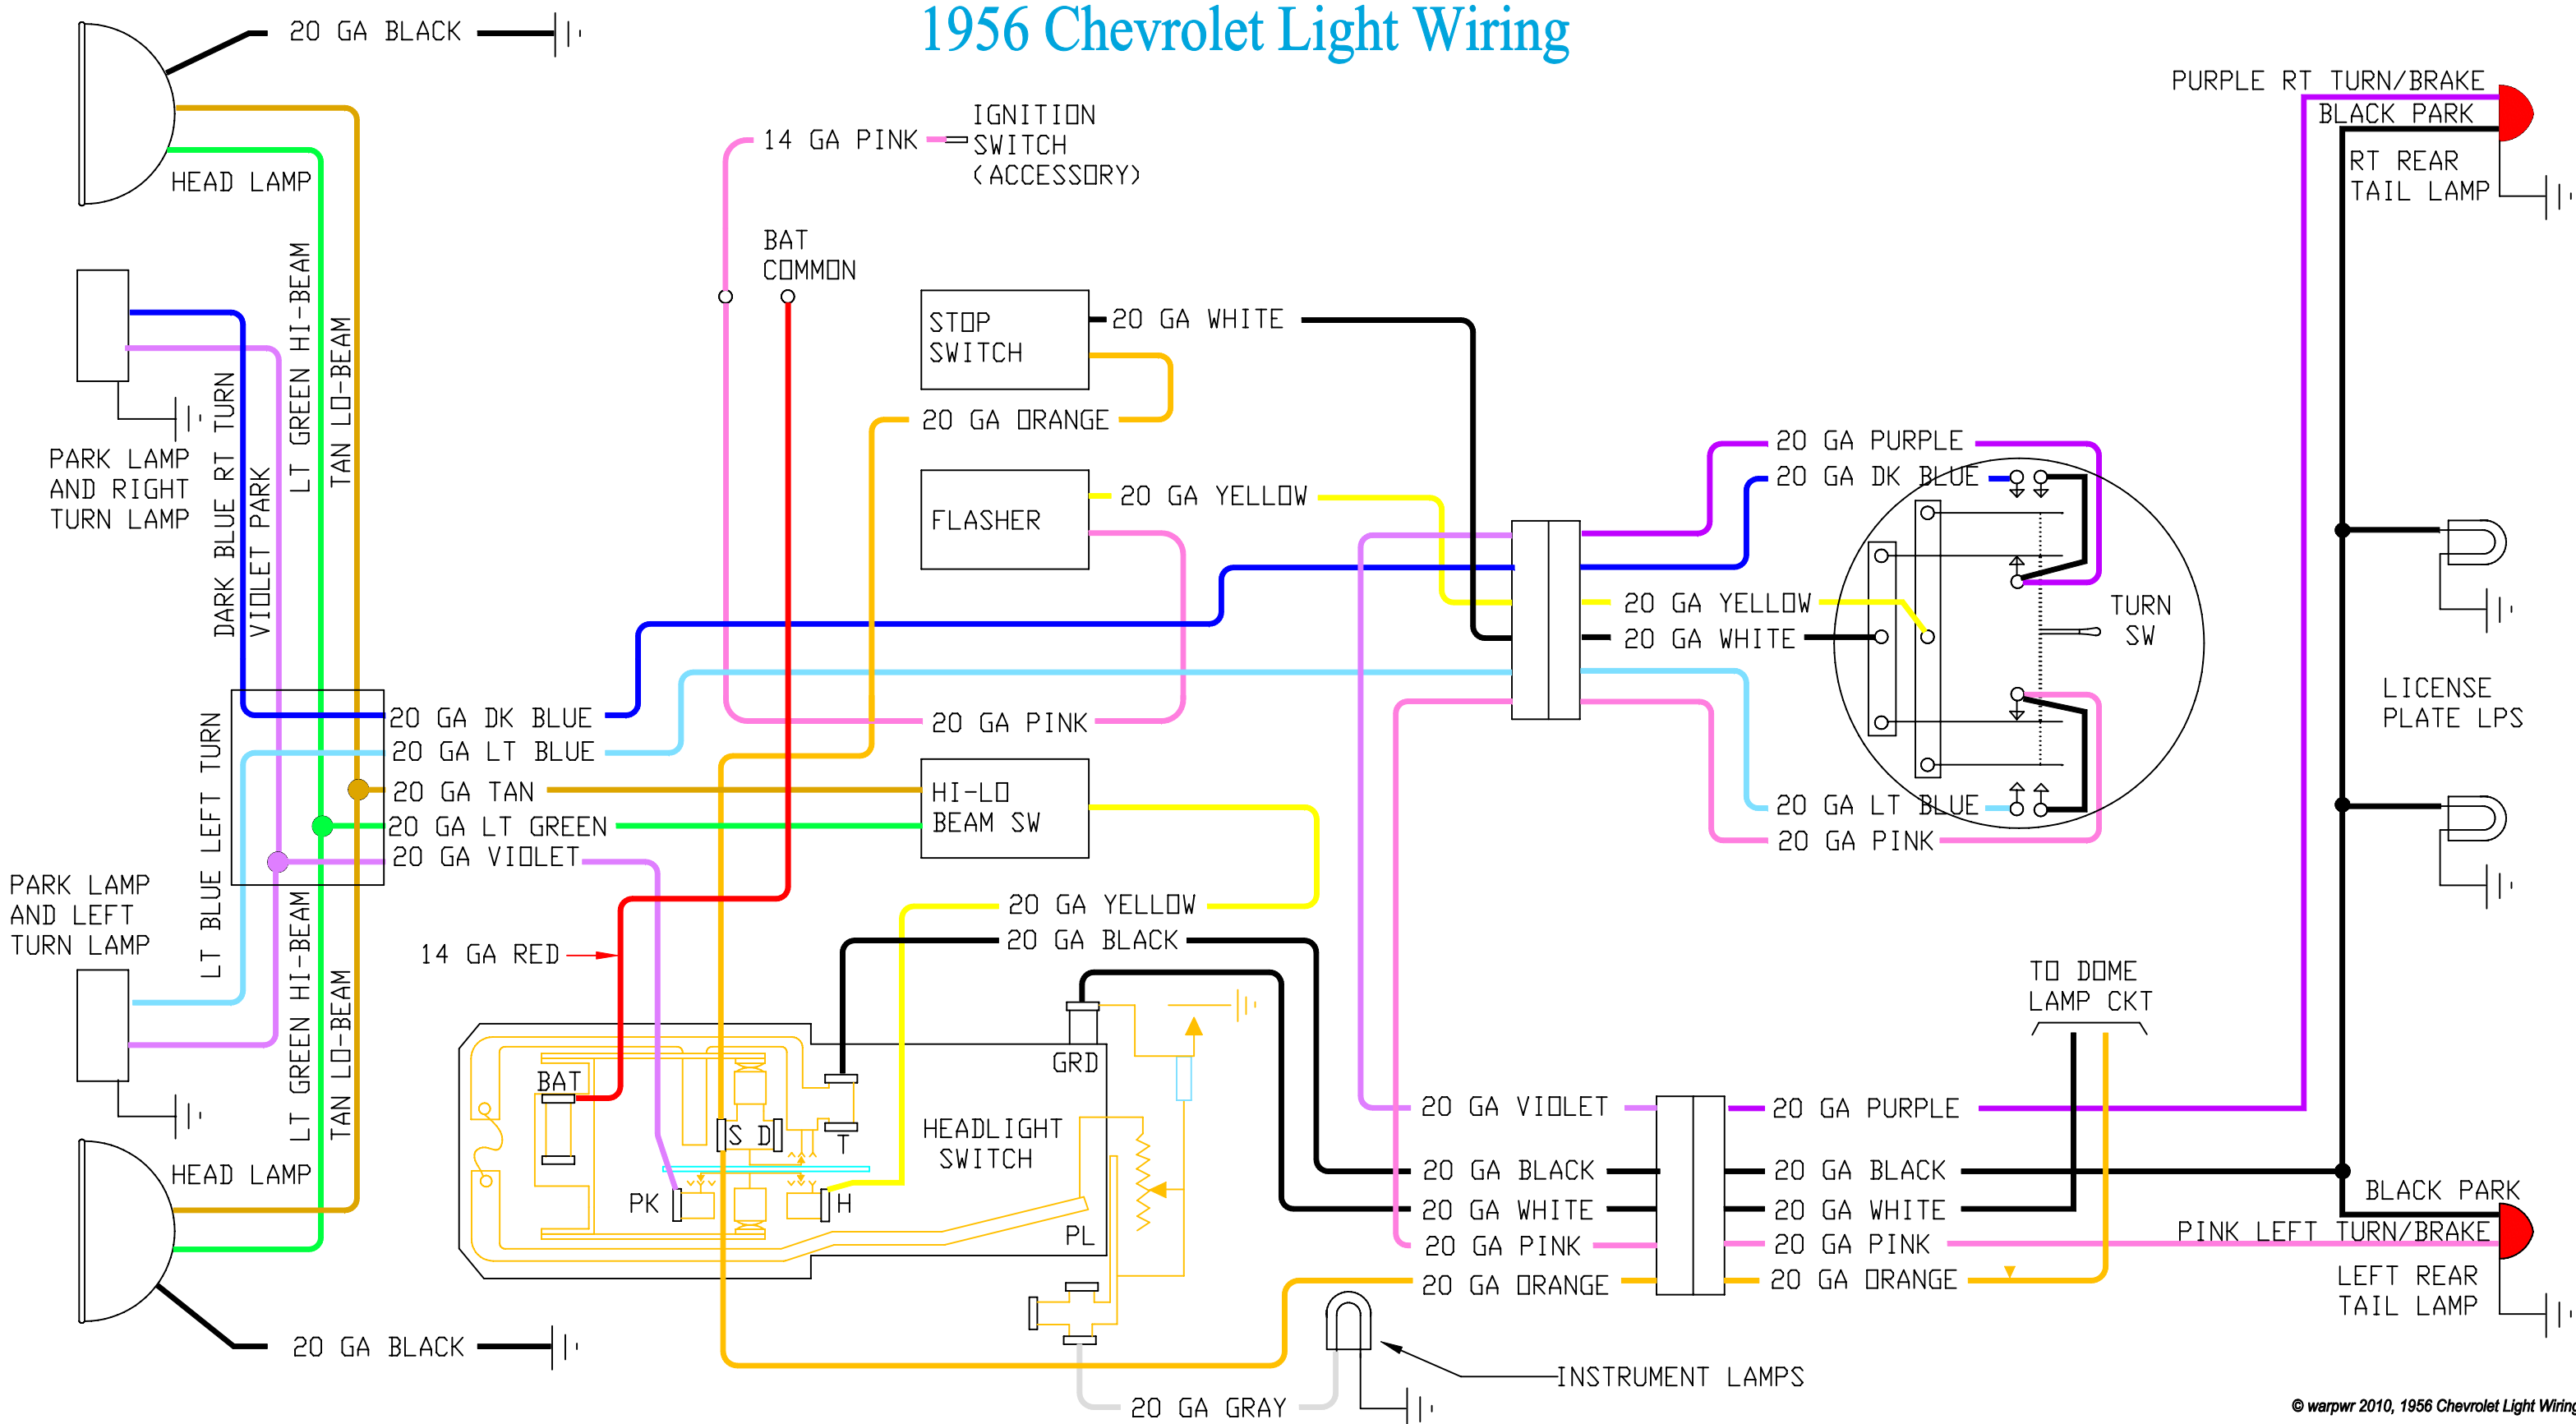 1956 Chevrolet Light Wiring
20 GA BLACK
HEAD LAMP
PARK LAMP
AND RIGHT
TURN LAMP
DARK BLUE RT TURN
VIOLET PARK
LT GREEN HI-BEAM
TAN LO-BEAM
14 GA PINK
IGNITION
SWITCH
(ACCESSORY)
BAT
COMMON
STOP
SWITCH
20 GA WHITE
20 GA ORANGE
FLASHER
20 GA YELLOW
20 GA PINK
20 GA DK BLUE
20 GA LT BLUE
20 GA TAN
20 GA LT GREEN
20 GA VIOLET
HI-LO
BEAM SW
20 GA YELLOW
20 GA BLACK
14 GA RED
LT BLUE LEFT TURN
PARK LAMP
AND LEFT
TURN LAMP
LT GREEN HI-BEAM
TAN LO-BEAM
HEAD LAMP
20 GA BLACK
BAT
S D
T
PK
H
HEADLIGHT
SWITCH
GRD
PL
20 GA GRAY
INSTRUMENT LAMPS
20 GA PURPLE
20 GA DK BLUE
20 GA YELLOW
20 GA WHITE
20 GA LT BLUE
20 GA PINK
TURN
SW
20 GA VIOLET
20 GA BLACK
20 GA WHITE
20 GA PINK
20 GA ORANGE
20 GA PURPLE
20 GA BLACK
20 GA WHITE
20 GA PINK
20 GA ORANGE
TO DOME
LAMP CKT
PURPLE RT TURN/BRAKE
BLACK PARK
RT REAR
TAIL LAMP
LICENSE
PLATE LPS
BLACK PARK
PINK LEFT TURN/BRAKE
LEFT REAR
TAIL LAMP
© warpwr 2010, 1956 Chevrolet Light Wiring